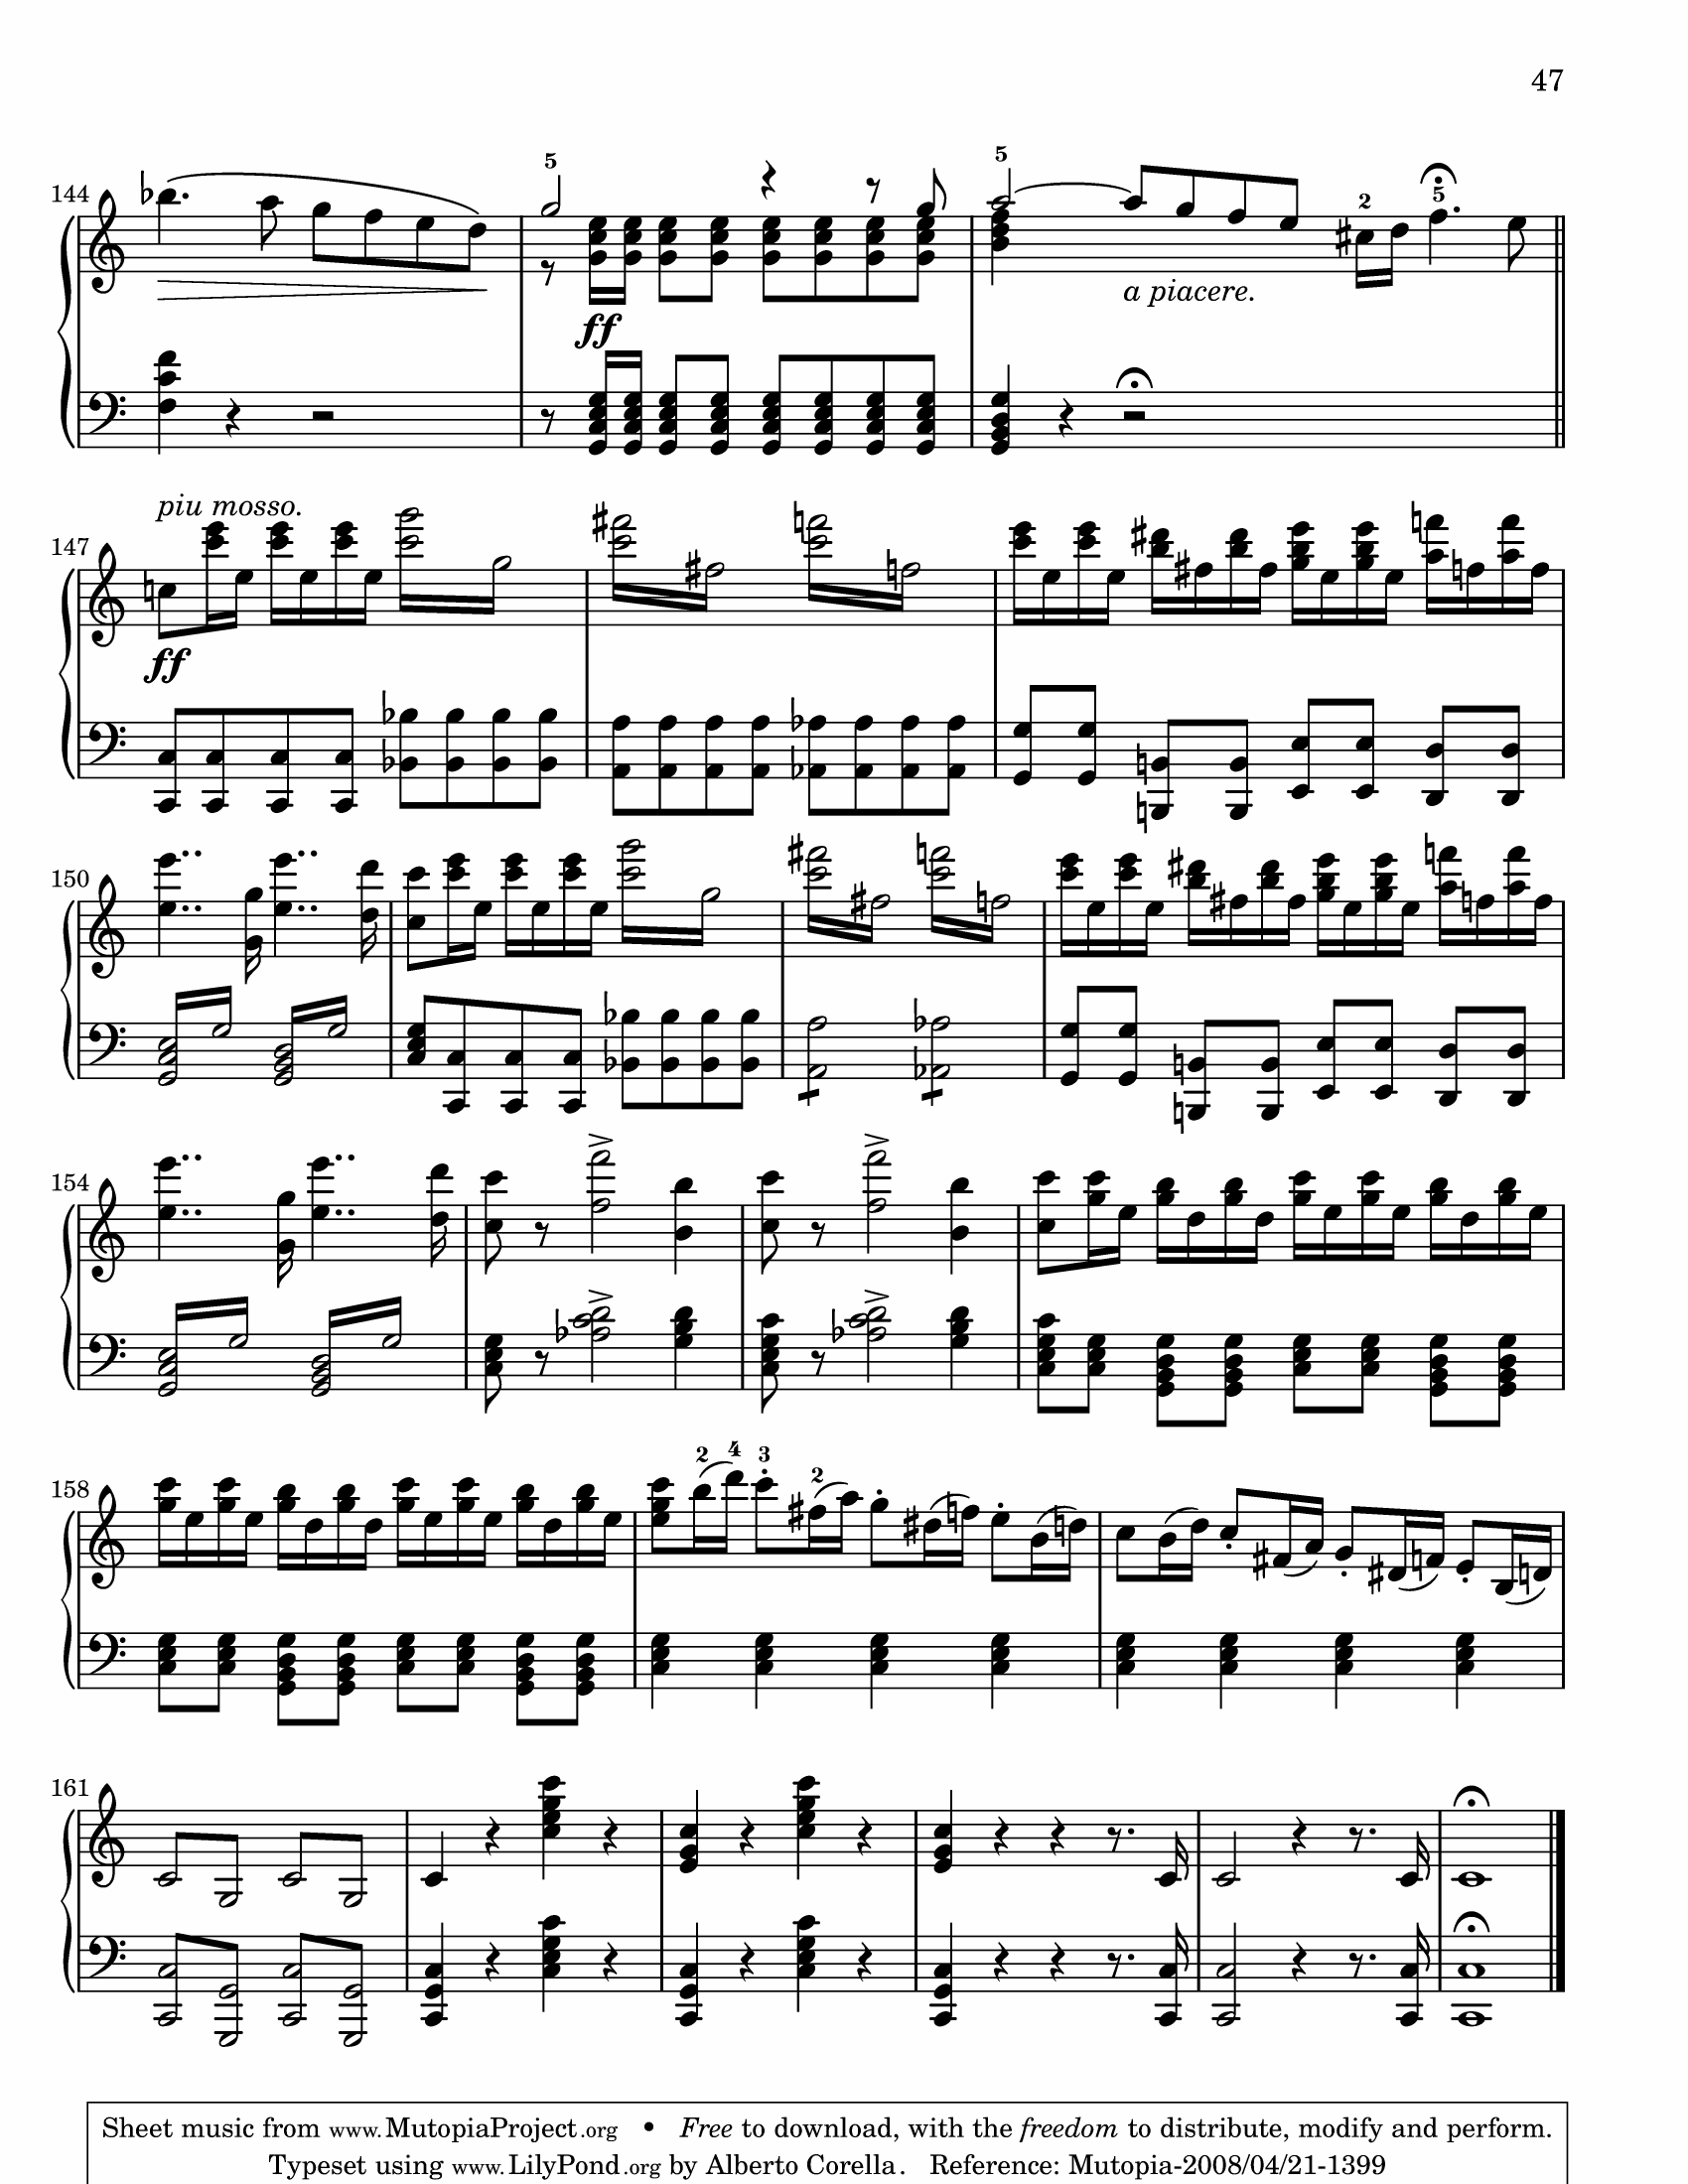 47
144
5
5
2
5
a piacere.
ff
piu mosso.
147
ff
150
154
158
2 4 3 2
161
Sheet music from www.MutopiaProject.org • Free to download, with the freedom to distribute, modify and perform.
Typeset using www.LilyPond.org by Alberto Corella. Reference: Mutopia-2008/04/21-1399